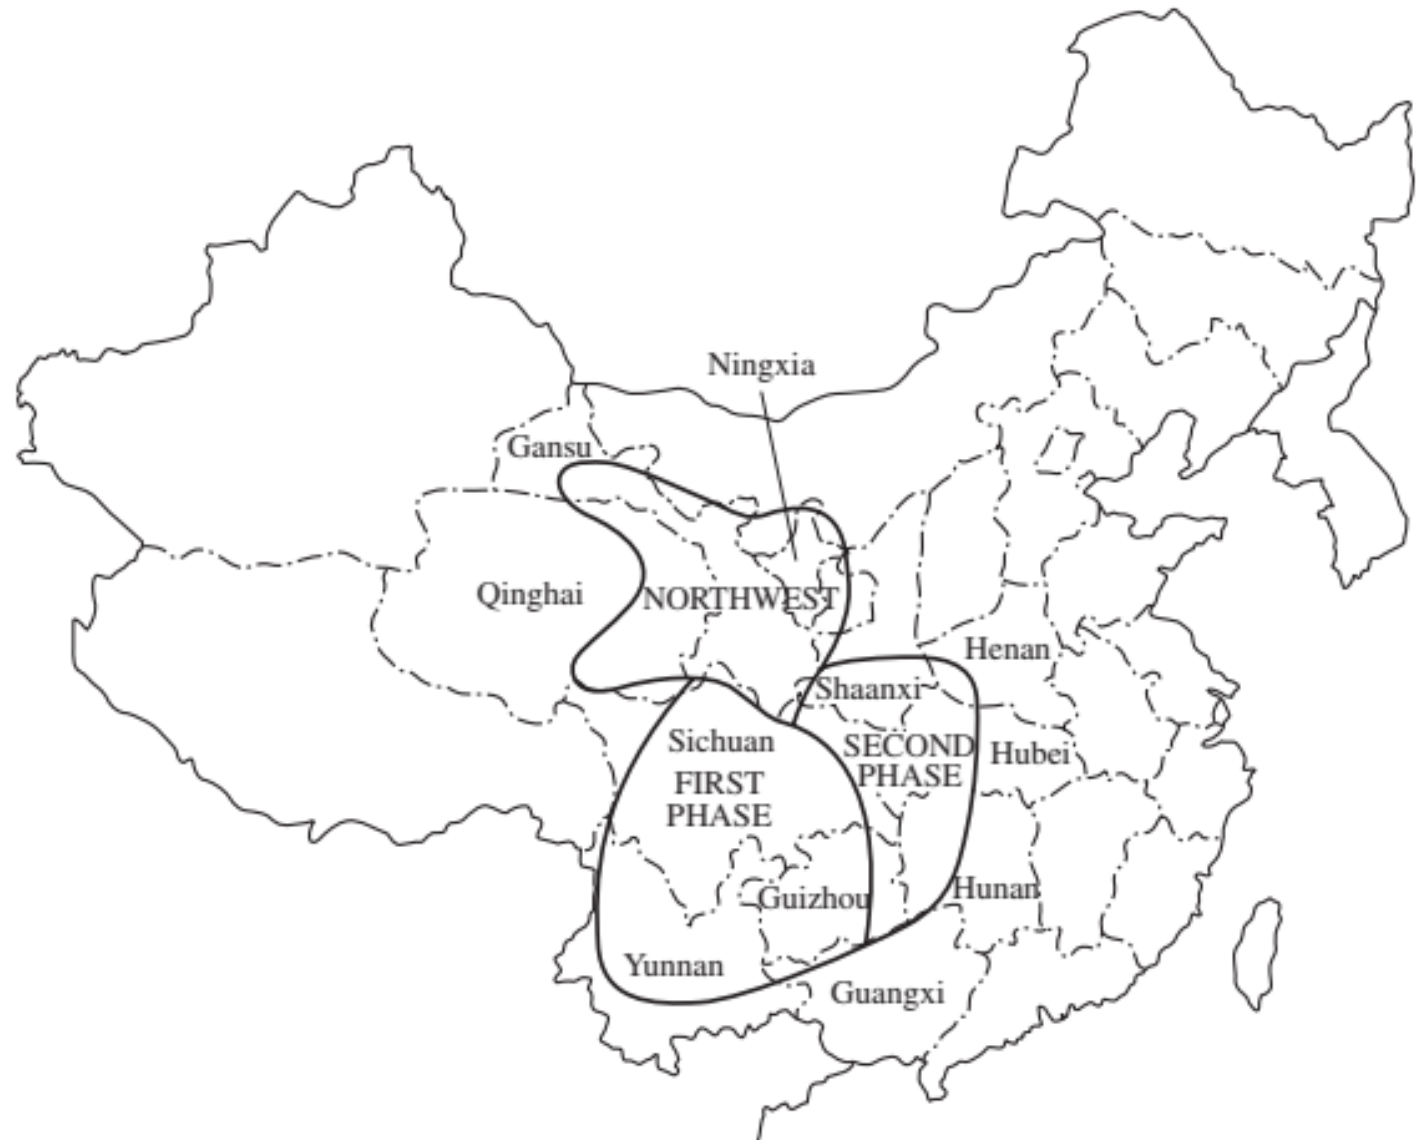 Ningxia
Gansu
Qinghai
NORTHWEST
Henan
Shaanxi
Sichuan
SECOND
PHASE
Hubei
FIRST
PHASE
Guizhou
Hunan
Yunnan
Guangxi